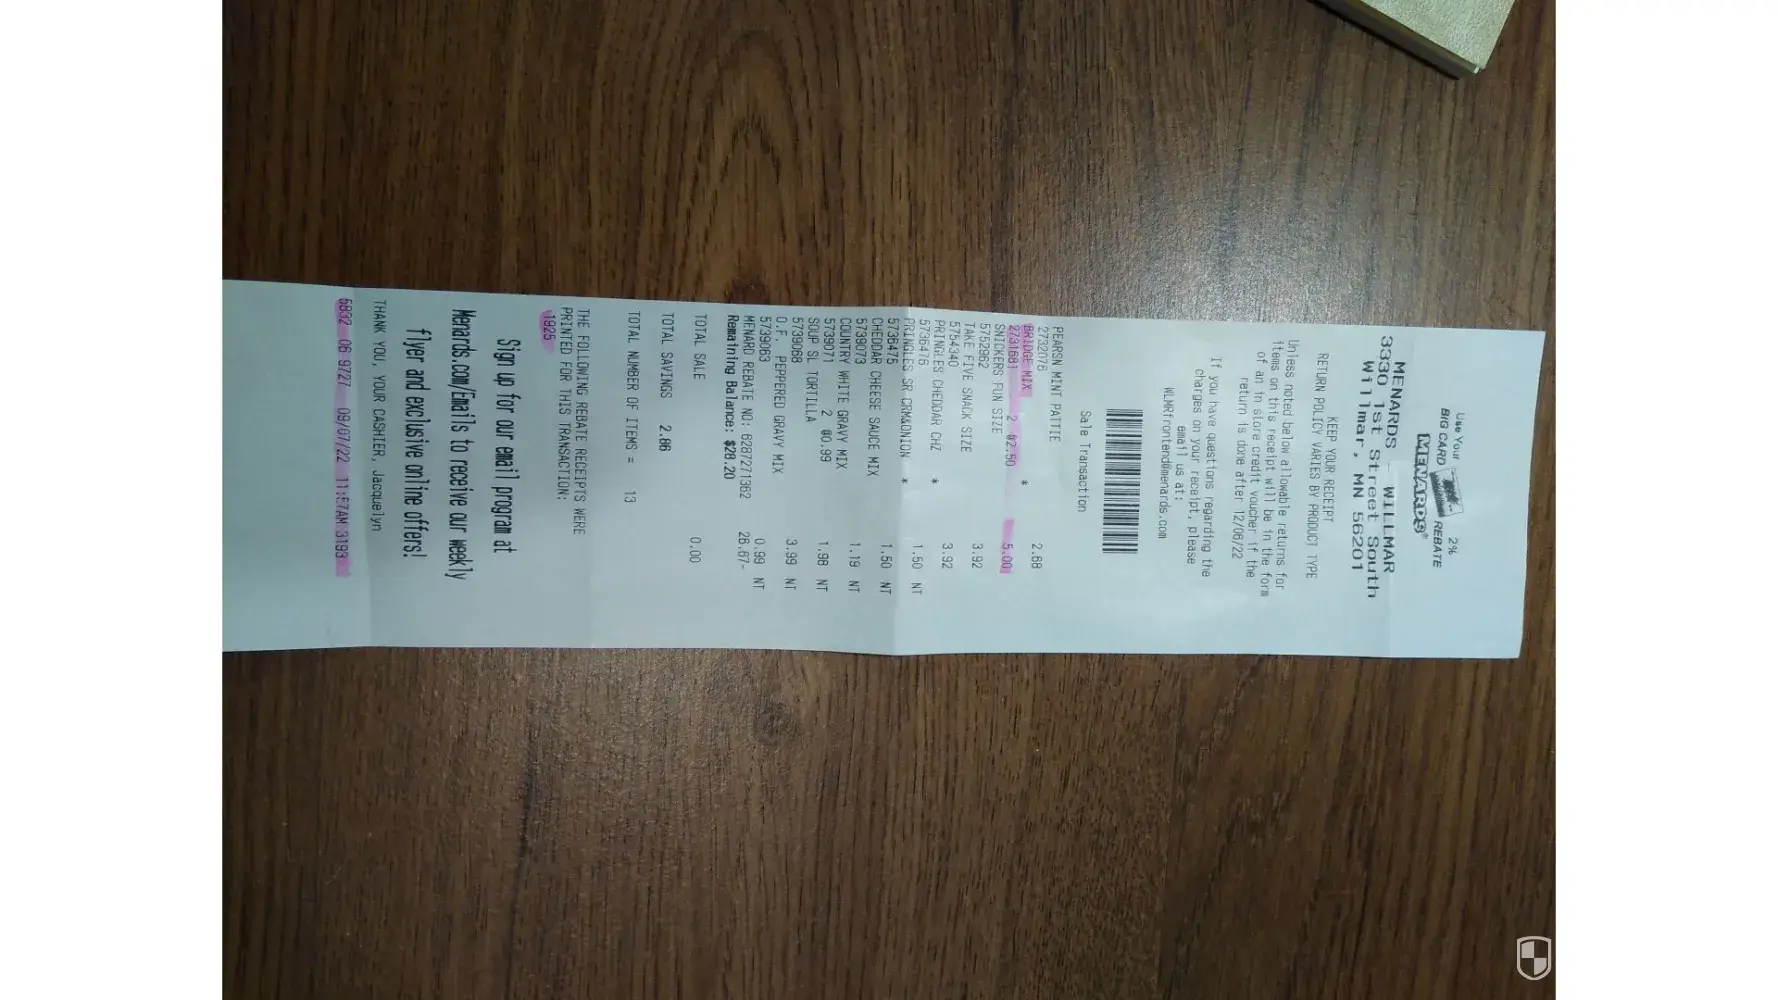 Use Your 2%
BIG CARD REBATE
MENARDS®
MENARDS - WILLMAR
3330 1st Street South
Willmar, MN 56201
KEEP YOUR RECEIPT
RETURN POLICY VARIES BY PRODUCT TYPE
Unless noted below allowable returns for
items on this receipt will be in the form
of an in store credit voucher if the
return is done after 12/06/22
If you have questions regarding the
charges on your receipt, please
email us at:
WLMRfrontend@menards.com
Sale Transaction
PEARSN MINT PATTIE
2732076 2.68
BRIDGE MIX *
2731681 2 @2.50 5.00
SNICKERS FUN SIZE
5752962 3.92
TAKE FIVE SNACK SIZE
5754340 3.92
PRINGLES CHEDDAR CHZ *
5736476 1.50 NT
PRINGLES SR CRM&ONION *
5736475 1.50 NT
CHEDDAR CHEESE SAUCE MIX
5739073 1.19 NT
COUNTRY WHITE GRAVY MIX
5739071 2 @0.99 1.98 NT
SOUP SL TORTILLA
5739068 3.99 NT
O.F. PEPPERED GRAVY MIX
5739063 0.99 NT
MENARD REBATE NO: 6287271362 26.67-
Remaining Balance: $28.20
TOTAL SALE 0.00
TOTAL SAVINGS 2.86
TOTAL NUMBER OF ITEMS = 13
THE FOLLOWING REBATE RECEIPTS WERE
PRINTED FOR THIS TRANSACTION:
1925
Sign up for our email program at
Menards.com/Emails to receive our weekly
flyer and exclusive online offers!
THANK YOU, YOUR CASHIER, Jacquelyn
06 9727 09/07/22 11:57AM 3193